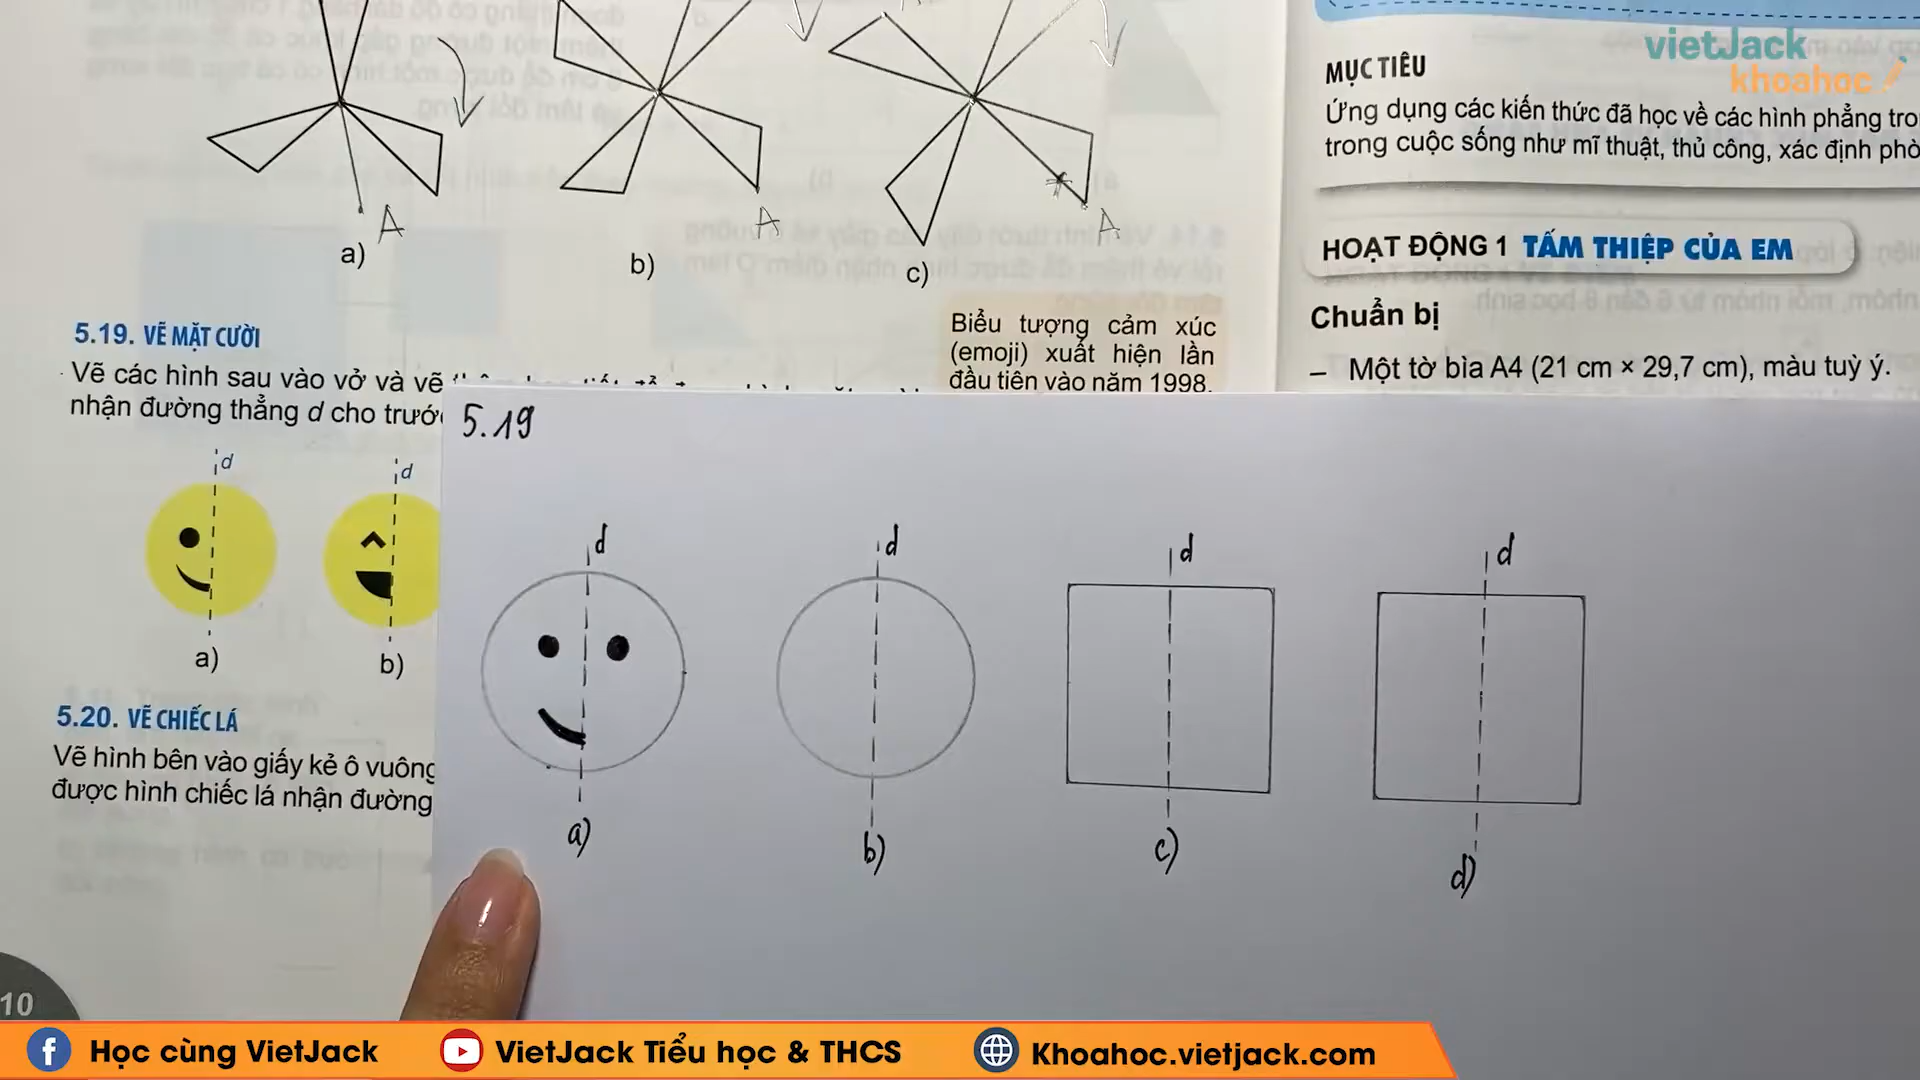 vietJack
khoahoc
A
A
A
a)
b)
c)
MỤC TIÊU
Ứng dụng các kiến thức đã học về các hình phẳng
trong cuộc sống như mĩ thuật, thủ công, xác định
HOẠT ĐỘNG 1 TẤM THIỆP CỦA EM
Chuẩn bị
– Một tờ bìa A4 (21 cm × 29,7 cm), màu tuỳ ý.
Biểu tượng cảm xúc
(emoji) xuất hiện lần
đầu tiên vào năm 1998.
5.19. VẼ MẶT CƯỜI
Vẽ các hình sau vào vở và vẽ
nhận đường thẳng d cho
d
d
a)
b)
5.20. VẼ CHIẾC LÁ
Vẽ hình bên vào giấy kẻ ô vuông
được hình chiếc lá nhận đường
5.19
d
d
d
d
a)
b)
c)
d)
10
Học cùng VietJack
VietJack Tiểu học & THCS
Khoahoc.vietjack.com